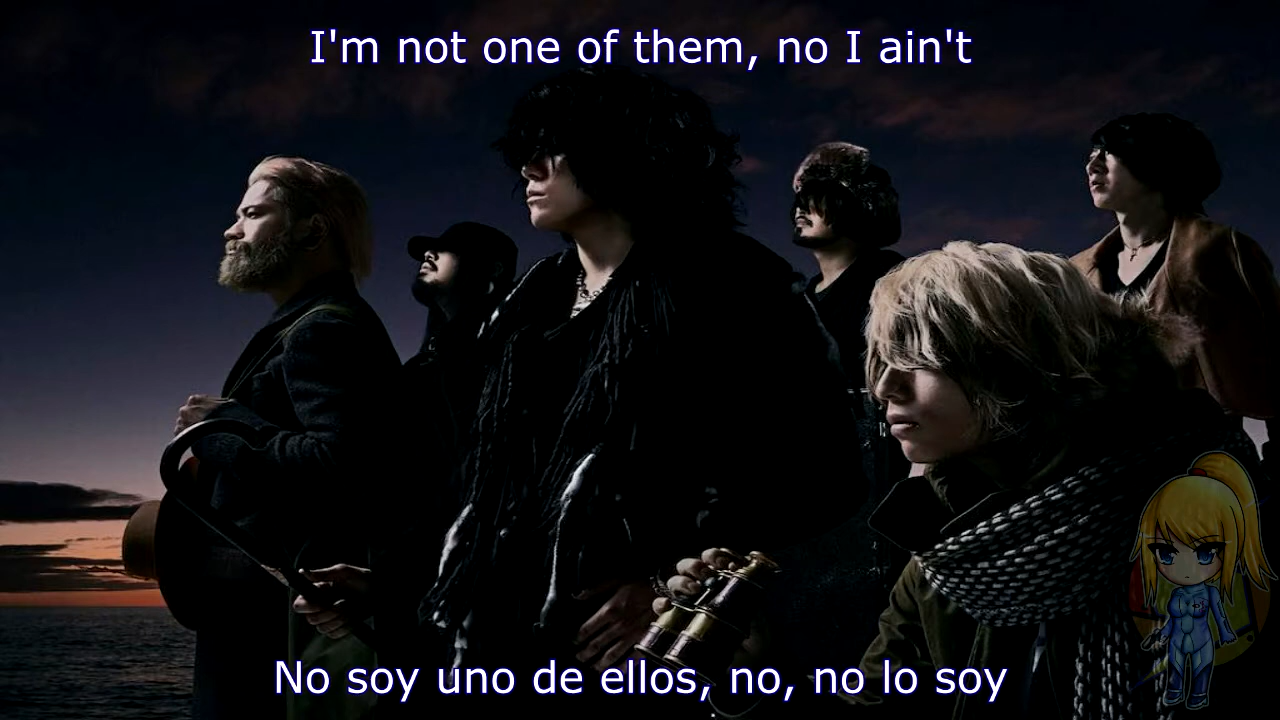 I'm not one of them, no I ain't
No soy uno de ellos, no, no lo soy